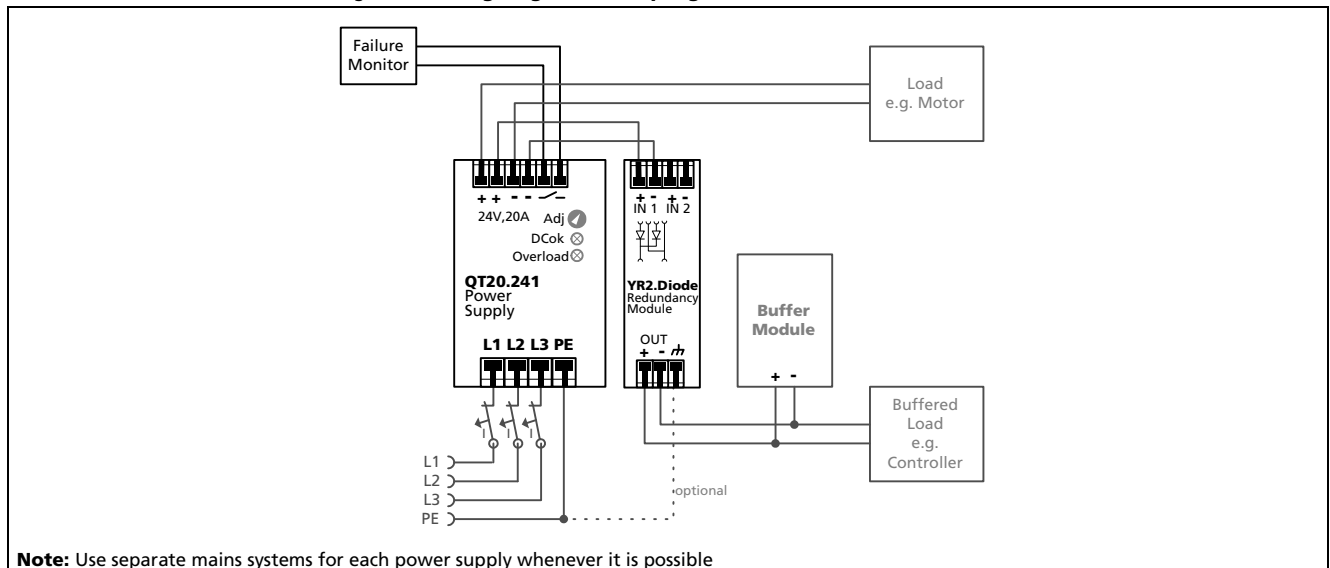 Failure
Monitor
Load
e.g. Motor
+ + - -
24V,20A
Adj
DCok
Overload
QT20.241
Power
Supply
L1 L2 L3 PE
+ - + -
IN 1 IN 2
YR2.Diode
Redundancy
Module
OUT
+ -
Buffer
Module
+ -
Buffered
Load
e.g.
Controller
I I I
L1
L2
L3
PE
optional
Note: Use separate mains systems for each power supply whenever it is possible